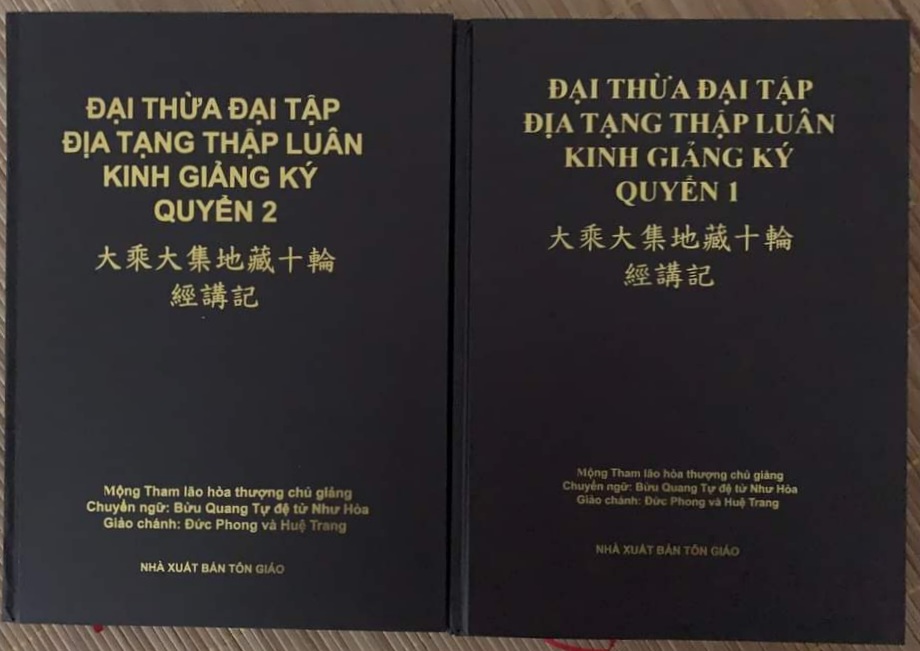 ĐẠI THỪA ĐẠI TẬP
ĐỊA TẠNG THẬP LUÂN
KINH GIẢNG KÝ
QUYỂN 2
大乘大集地藏十輪
經講記
Mộng Tham lão hòa thượng chủ giảng
Chuyển ngữ: Bửu Quang Tự đệ tử Như Hòa
Giảo chánh: Đức Phong và Huệ Trang
NHÀ XUẤT BẢN TÔN GIÁO
ĐẠI THỪA ĐẠI TẬP
ĐỊA TẠNG THẬP LUÂN
KINH GIẢNG KÝ
QUYỂN 1
大乘大集地藏十輪
經講記
Mộng Tham lão hòa thượng chủ giảng
Chuyển ngữ: Bửu Quang Tự đệ tử Như Hòa
Giảo chánh: Đức Phong và Huệ Trang
NHÀ XUẤT BẢN TÔN GIÁO